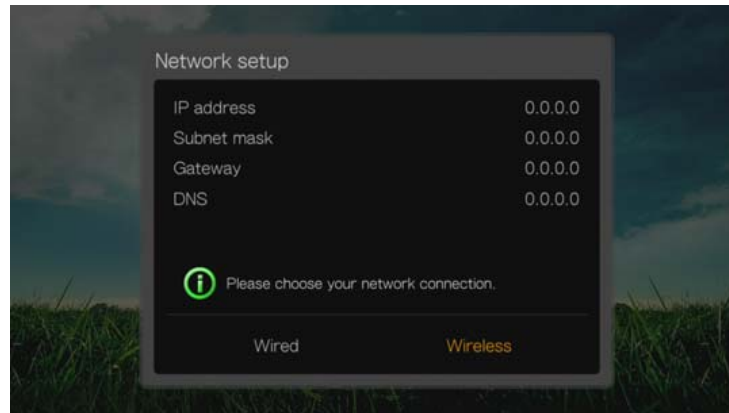 Network setup
IP address 0.0.0.0
Subnet mask 0.0.0.0
Gateway 0.0.0.0
DNS 0.0.0.0
Please choose your network connection.
Wired Wireless